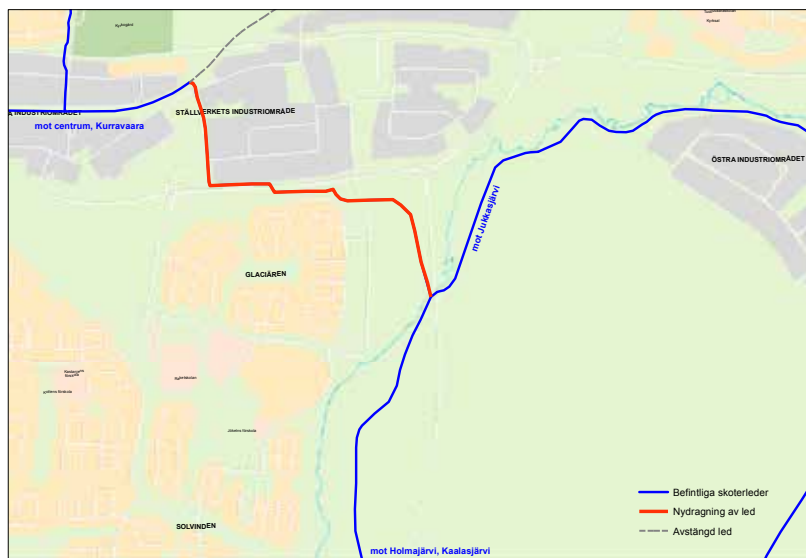 STÄLLVERKETS INDUSTRIOMRÅDE
INDUSTRIOMRÅDET
mot centrum, Kurravaara
ÖSTRA INDUSTRIOMRÅDET
mot Jukkasjärvi
GLACIÄREN
SOLVINDEN
mot Holmajärvi, Kaalasjärvi
Befintliga skoterleder
Nydragning av led
Avstängd led